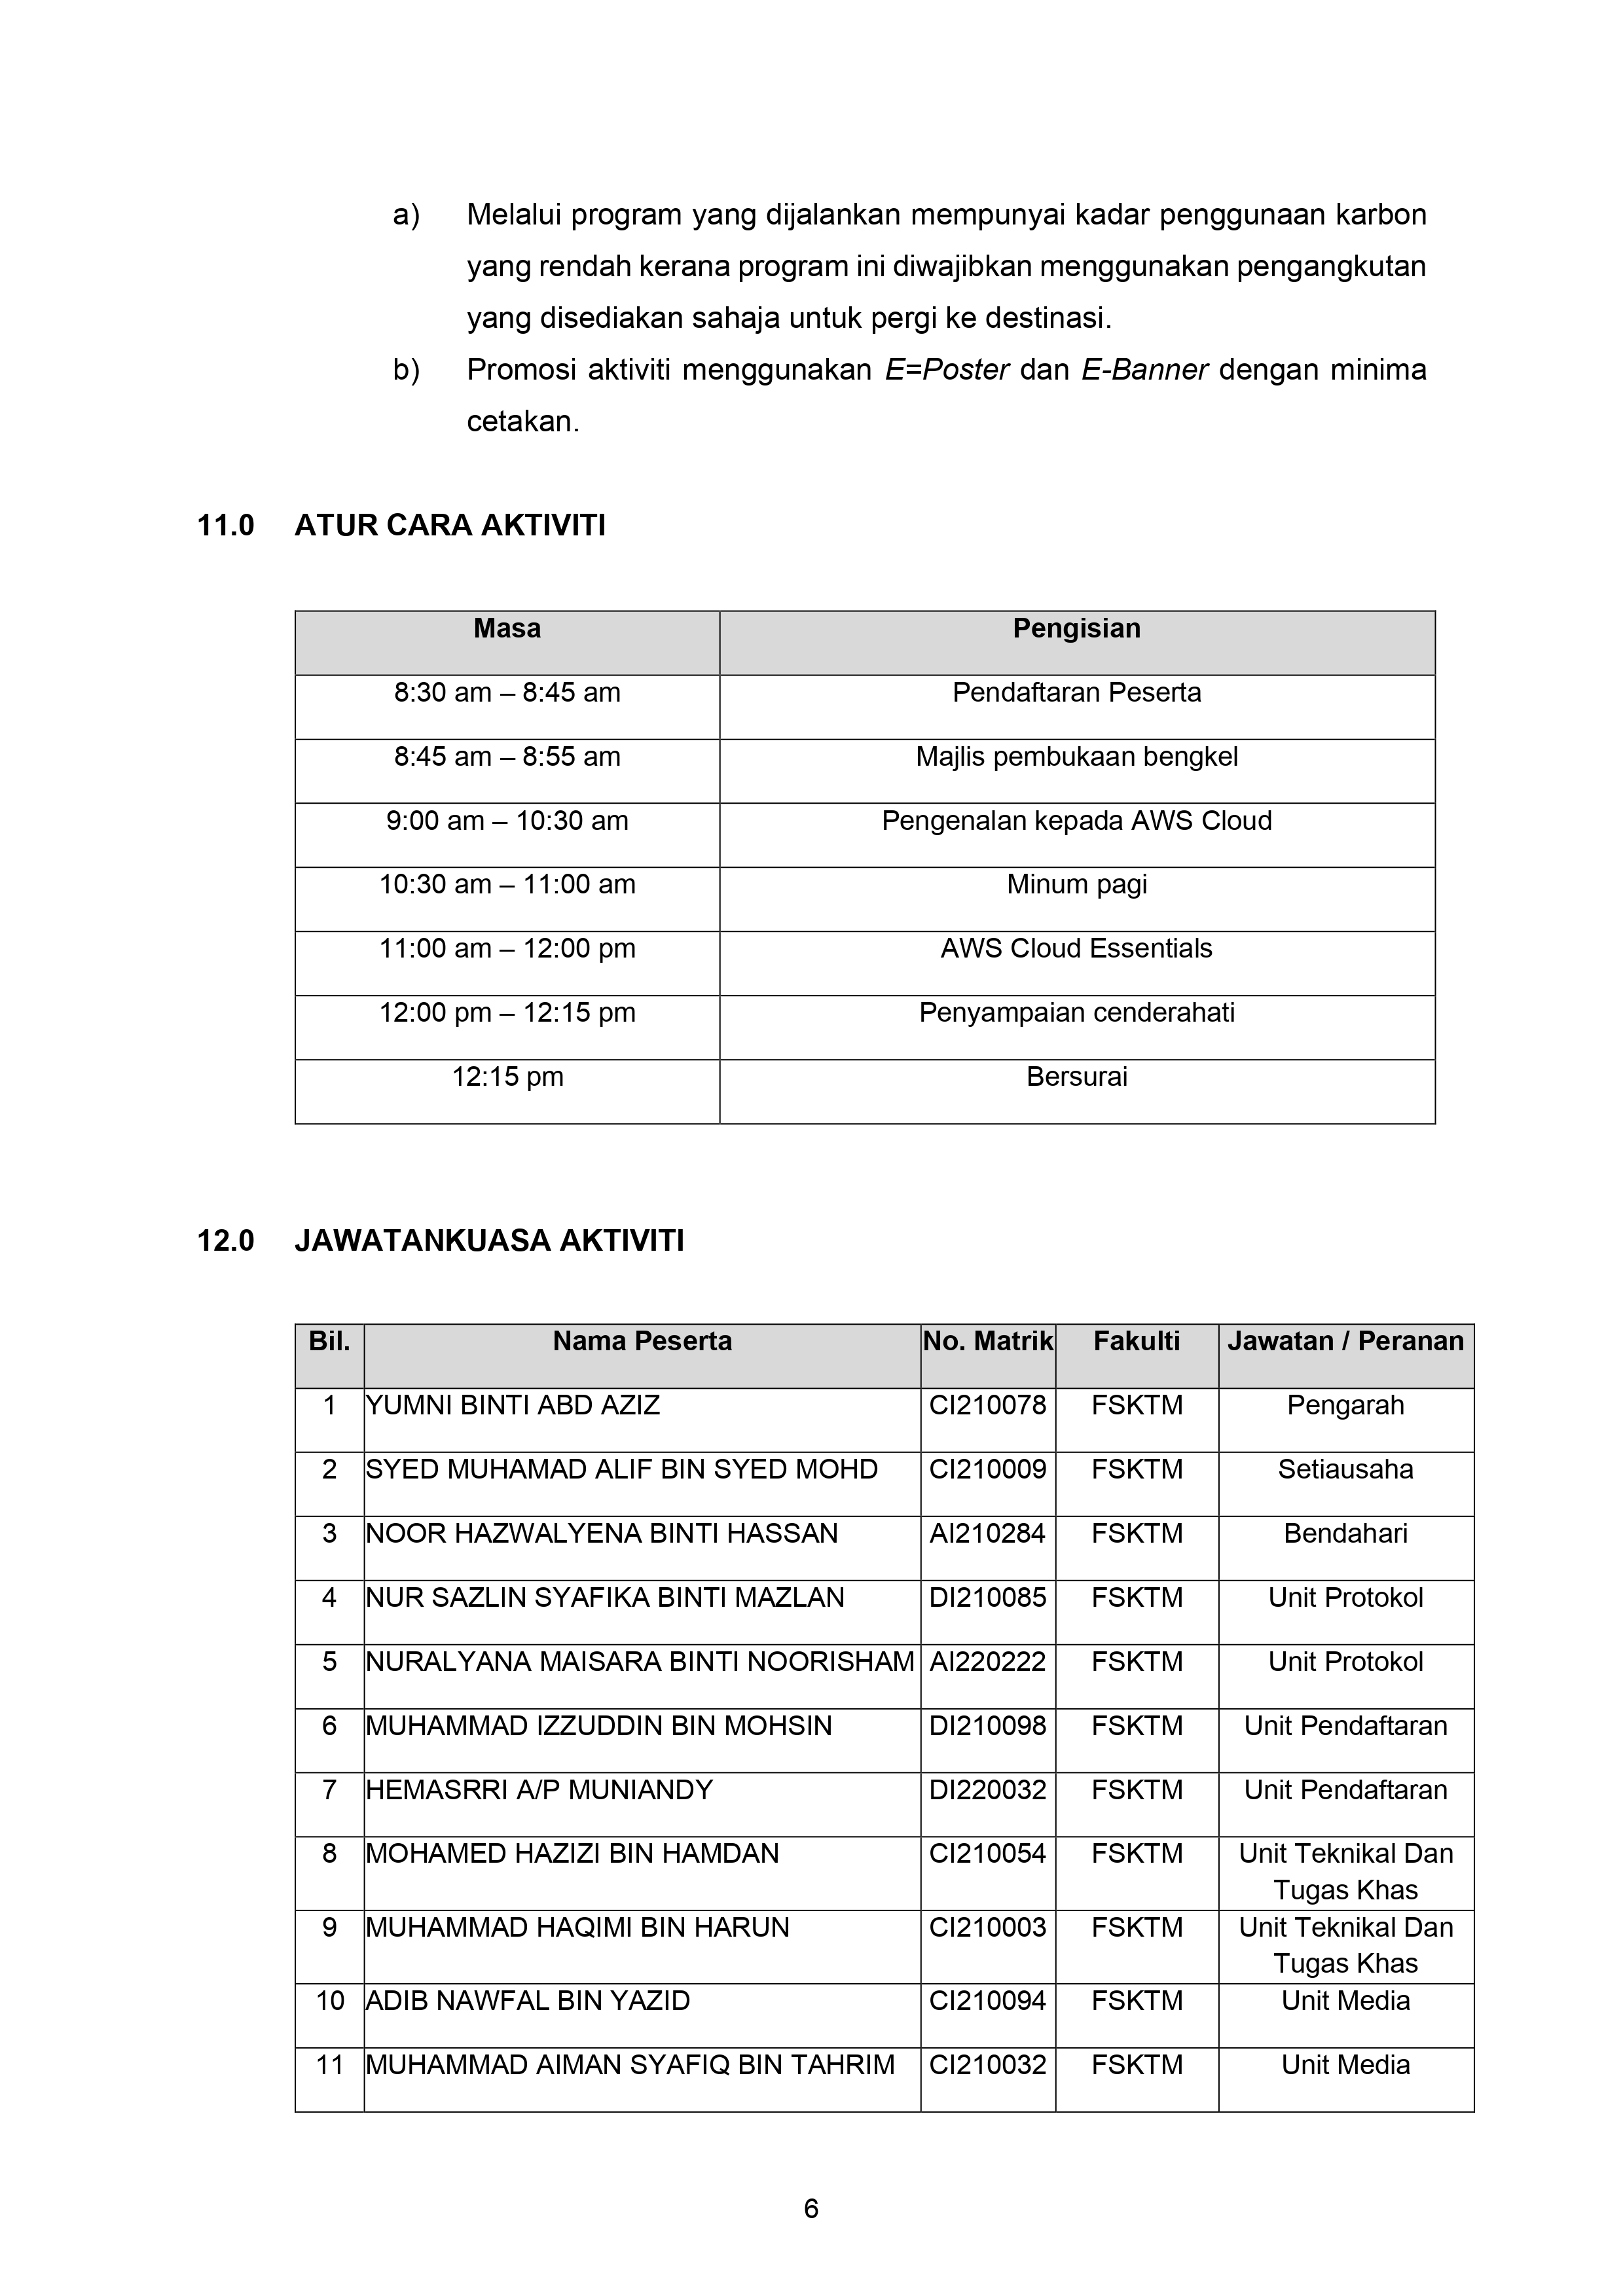 a) Melalui program yang dijalankan mempunyai kadar penggunaan karbon
yang rendah kerana program ini diwajibkan menggunakan pengangkutan
yang disediakan sahaja untuk pergi ke destinasi.
b) Promosi aktiviti menggunakan E=Poster dan E-Banner dengan minima
cetakan.
11.0 ATUR CARA AKTIVITI
Masa Pengisian
8:30 am – 8:45 am Pendaftaran Peserta
8:45 am – 8:55 am Majlis pembukaan bengkel
9:00 am – 10:30 am Pengenalan kepada AWS Cloud
10:30 am – 11:00 am Minum pagi
11:00 am – 12:00 pm AWS Cloud Essentials
12:00 pm – 12:15 pm Penyampaian cenderahati
12:15 pm Bersurai
12.0 JAWATANKUASA AKTIVITI
Bil. Nama Peserta No. Matrik Fakulti Jawatan / Peranan
1 YUMNI BINTI ABD AZIZ CI210078 FSKTM Pengarah
2 SYED MUHAMAD ALIF BIN SYED MOHD CI210009 FSKTM Setiausaha
3 NOOR HAZWALYENA BINTI HASSAN AI210284 FSKTM Bendahari
4 NUR SAZLIN SYAFIKA BINTI MAZLAN DI210085 FSKTM Unit Protokol
5 NURALYANA MAISARA BINTI NOORISHAM AI220222 FSKTM Unit Protokol
6 MUHAMMAD IZZUDDIN BIN MOHSIN DI210098 FSKTM Unit Pendaftaran
7 HEMASRRI A/P MUNIANDY DI220032 FSKTM Unit Pendaftaran
8 MOHAMED HAZIZI BIN HAMDAN CI210054 FSKTM Unit Teknikal Dan
Tugas Khas
9 MUHAMMAD HAQIMI BIN HARUN CI210003 FSKTM Unit Teknikal Dan
Tugas Khas
10 ADIB NAWFAL BIN YAZID CI210094 FSKTM Unit Media
11 MUHAMMAD AIMAN SYAFIQ BIN TAHRIM CI210032 FSKTM Unit Media
6